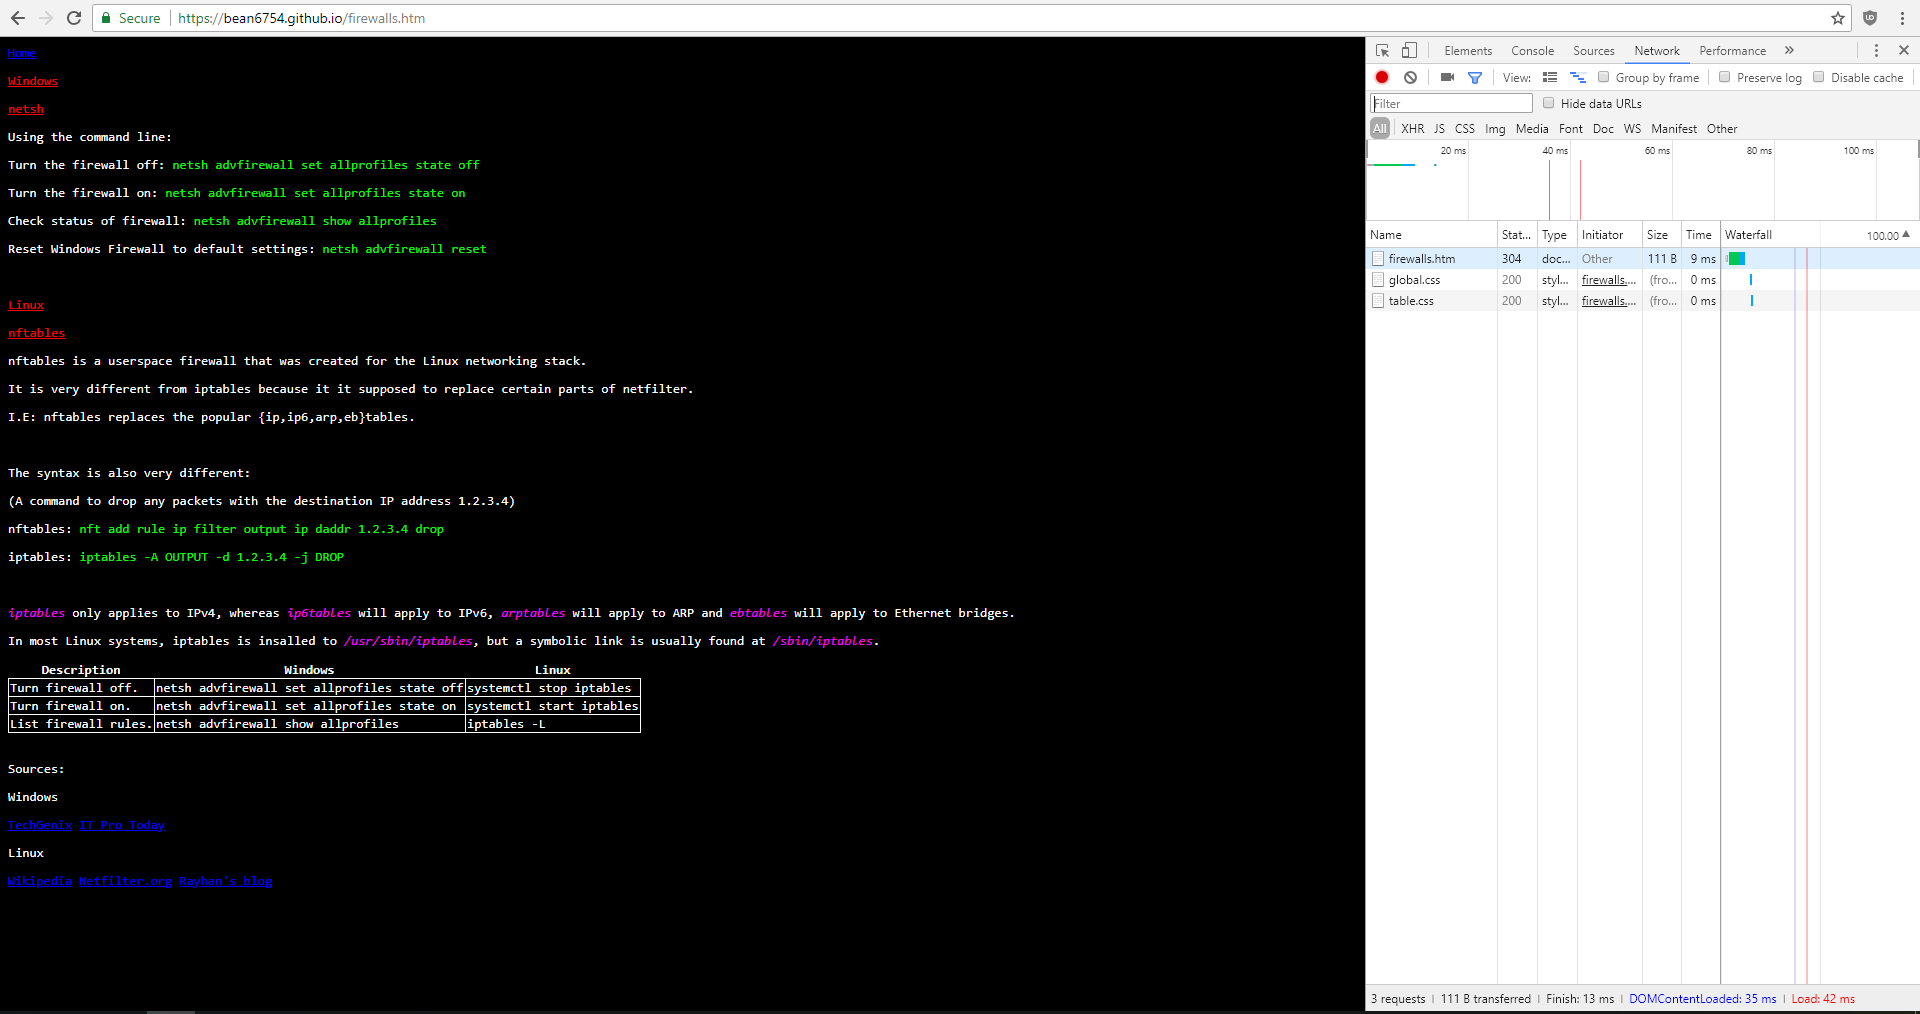 Secure https://bean6754.github.io/firewalls.htm
Home
Windows
netsh
Using the command line:
Turn the firewall off: netsh advfirewall set allprofiles state off
Turn the firewall on: netsh advfirewall set allprofiles state on
Check status of firewall: netsh advfirewall show allprofiles
Reset Windows Firewall to default settings: netsh advfirewall reset
Linux
nftables
nftables is a userspace firewall that was created for the Linux networking stack.
It is very different from iptables because it it supposed to replace certain parts of netfilter.
I.E: nftables replaces the popular {ip,ip6,arp,eb}tables.
The syntax is also very different:
(A command to drop any packets with the destination IP address 1.2.3.4)
nftables: nft add rule ip filter output ip daddr 1.2.3.4 drop
iptables: iptables -A OUTPUT -d 1.2.3.4 -j DROP
iptables only applies to IPv4, whereas ip6tables will apply to IPv6, arptables will apply to ARP and ebtables will apply to Ethernet bridges.
In most Linux systems, iptables is insalled to /usr/sbin/iptables, but a symbolic link is usually found at /sbin/iptables.
Description Windows Linux
Turn firewall off. netsh advfirewall set allprofiles state off systemctl stop iptables
Turn firewall on. netsh advfirewall set allprofiles state on systemctl start iptables
List firewall rules. netsh advfirewall show allprofiles iptables -L
Sources:
Windows
TechGenix IT Pro Today
Linux
Wikipedia Netfilter.org Rayhan's blog
Elements Console Sources Network Performance »
View: Group by frame Preserve log Disable cache
Filter Hide data URLs
All XHR JS CSS Img Media Font Doc WS Manifest Other
20 ms 40 ms 60 ms 80 ms 100 ms
Name Stat... Type Initiator Size Time Waterfall 100.00
firewalls.htm 304 doc... Other 111 B 9 ms
global.css 200 styl... firewalls.... (fro... 0 ms
table.css 200 styl... firewalls.... (fro... 0 ms
3 requests | 111 B transferred | Finish: 13 ms | DOMContentLoaded: 35 ms | Load: 42 ms